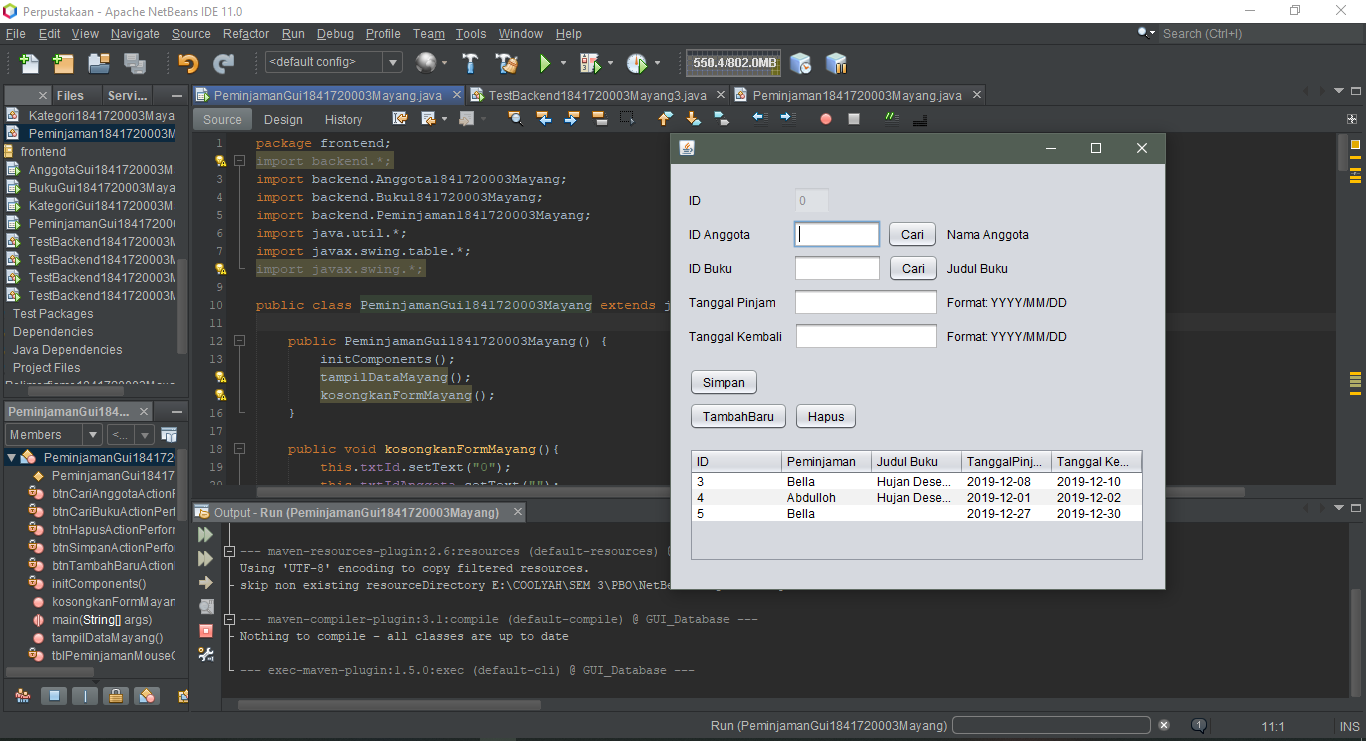 Perpustakaan - Apache NetBeans IDE 11.0
File Edit View Navigate Source Refactor Run Debug Profile Team Tools Window Help
Search (Ctrl+I)
<default config>
550.4/802.0MB
Files Servi...
PeminjamanGui1841720003Mayang.java
TestBackend1841720003Mayang3.java
Peminjaman1841720003Mayang.java
Source Design History
Kategori1841720003Maya
Peminjaman1841720003M
frontend
AnggotaGui1841720003M
BukuGui1841720003Maya
KategoriGui1841720003M
PeminjamanGui184172000
TestBackend1841720003M
TestBackend1841720003M
TestBackend1841720003M
TestBackend1841720003M
Test Packages
Dependencies
Java Dependencies
Project Files
PeminjamanGui184...
Members
<...
PeminjamanGui184172
PeminjamanGui18417
btnCariAnggotaActionF
btnCariBukuActionPerf
btnHapusActionPerforr
btnSimpanActionPerfo
btnTambahBaruAction
initComponents()
kosongkanFormMayar
main(String[] args)
tampilDataMayang()
tblPeminjamanMouseC
1 package frontend;
import backend.*;
3 import backend.Anggota1841720003Mayang;
4 import backend.Buku1841720003Mayang;
5 import backend.Peminjaman1841720003Mayang;
6 import java.util.*;
7 import javax.swing.table.*;
import javax.swing.*;
9
10 public class PeminjamanGui1841720003Mayang extends j
11
12 public PeminjamanGui1841720003Mayang() {
13 initComponents();
tampilDataMayang();
kosongkanFormMayang();
16 }
17
18 public void kosongkanFormMayang(){
19 this.txtId.setText("0");
20 this.txtIdAnggota.setText("");
ID 0
ID Anggota Cari Nama Anggota
ID Buku Cari Judul Buku
Tanggal Pinjam Format: YYYY/MM/DD
Tanggal Kembali Format: YYYY/MM/DD
Simpan
TambahBaru Hapus
ID Peminjaman Judul Buku TanggalPinj... Tanggal Ke...
3 Bella Hujan Dese... 2019-12-08 2019-12-10
4 Abdulloh Hujan Dese... 2019-12-01 2019-12-02
5 Bella 2019-12-27 2019-12-30
Output - Run (PeminjamanGui1841720003Mayang)
--- maven-resources-plugin:2.6:resources (default-resources)
Using 'UTF-8' encoding to copy filtered resources.
skip non existing resourceDirectory E:\COOLYAH\SEM 3\PBO\NetBe
--- maven-compiler-plugin:3.1:compile (default-compile) @ GUI_Database ---
Nothing to compile - all classes are up to date
--- exec-maven-plugin:1.5.0:exec (default-cli) @ GUI_Database ---
Run (PeminjamanGui1841720003Mayang)
1
11:1
INS